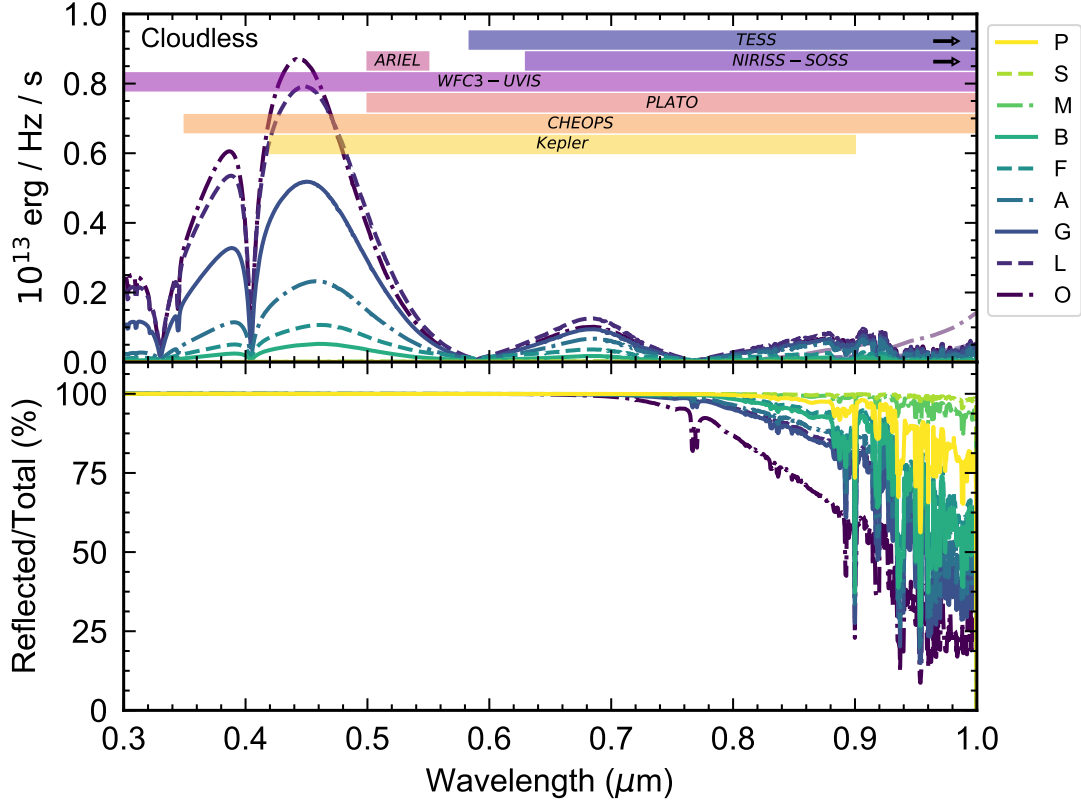 Cloudless
TESS
ARIEL
NIRISS−SOSS
WFC3−UVIS
PLATO
CHEOPS
Kepler
10¹³ erg / Hz / s
1.0
0.8
0.6
0.4
0.2
0.0
P
S
M
B
F
A
G
L
O
Reflected/Total (%)
100
75
50
25
0
0.3 0.4 0.5 0.6 0.7 0.8 0.9 1.0
Wavelength (μm)